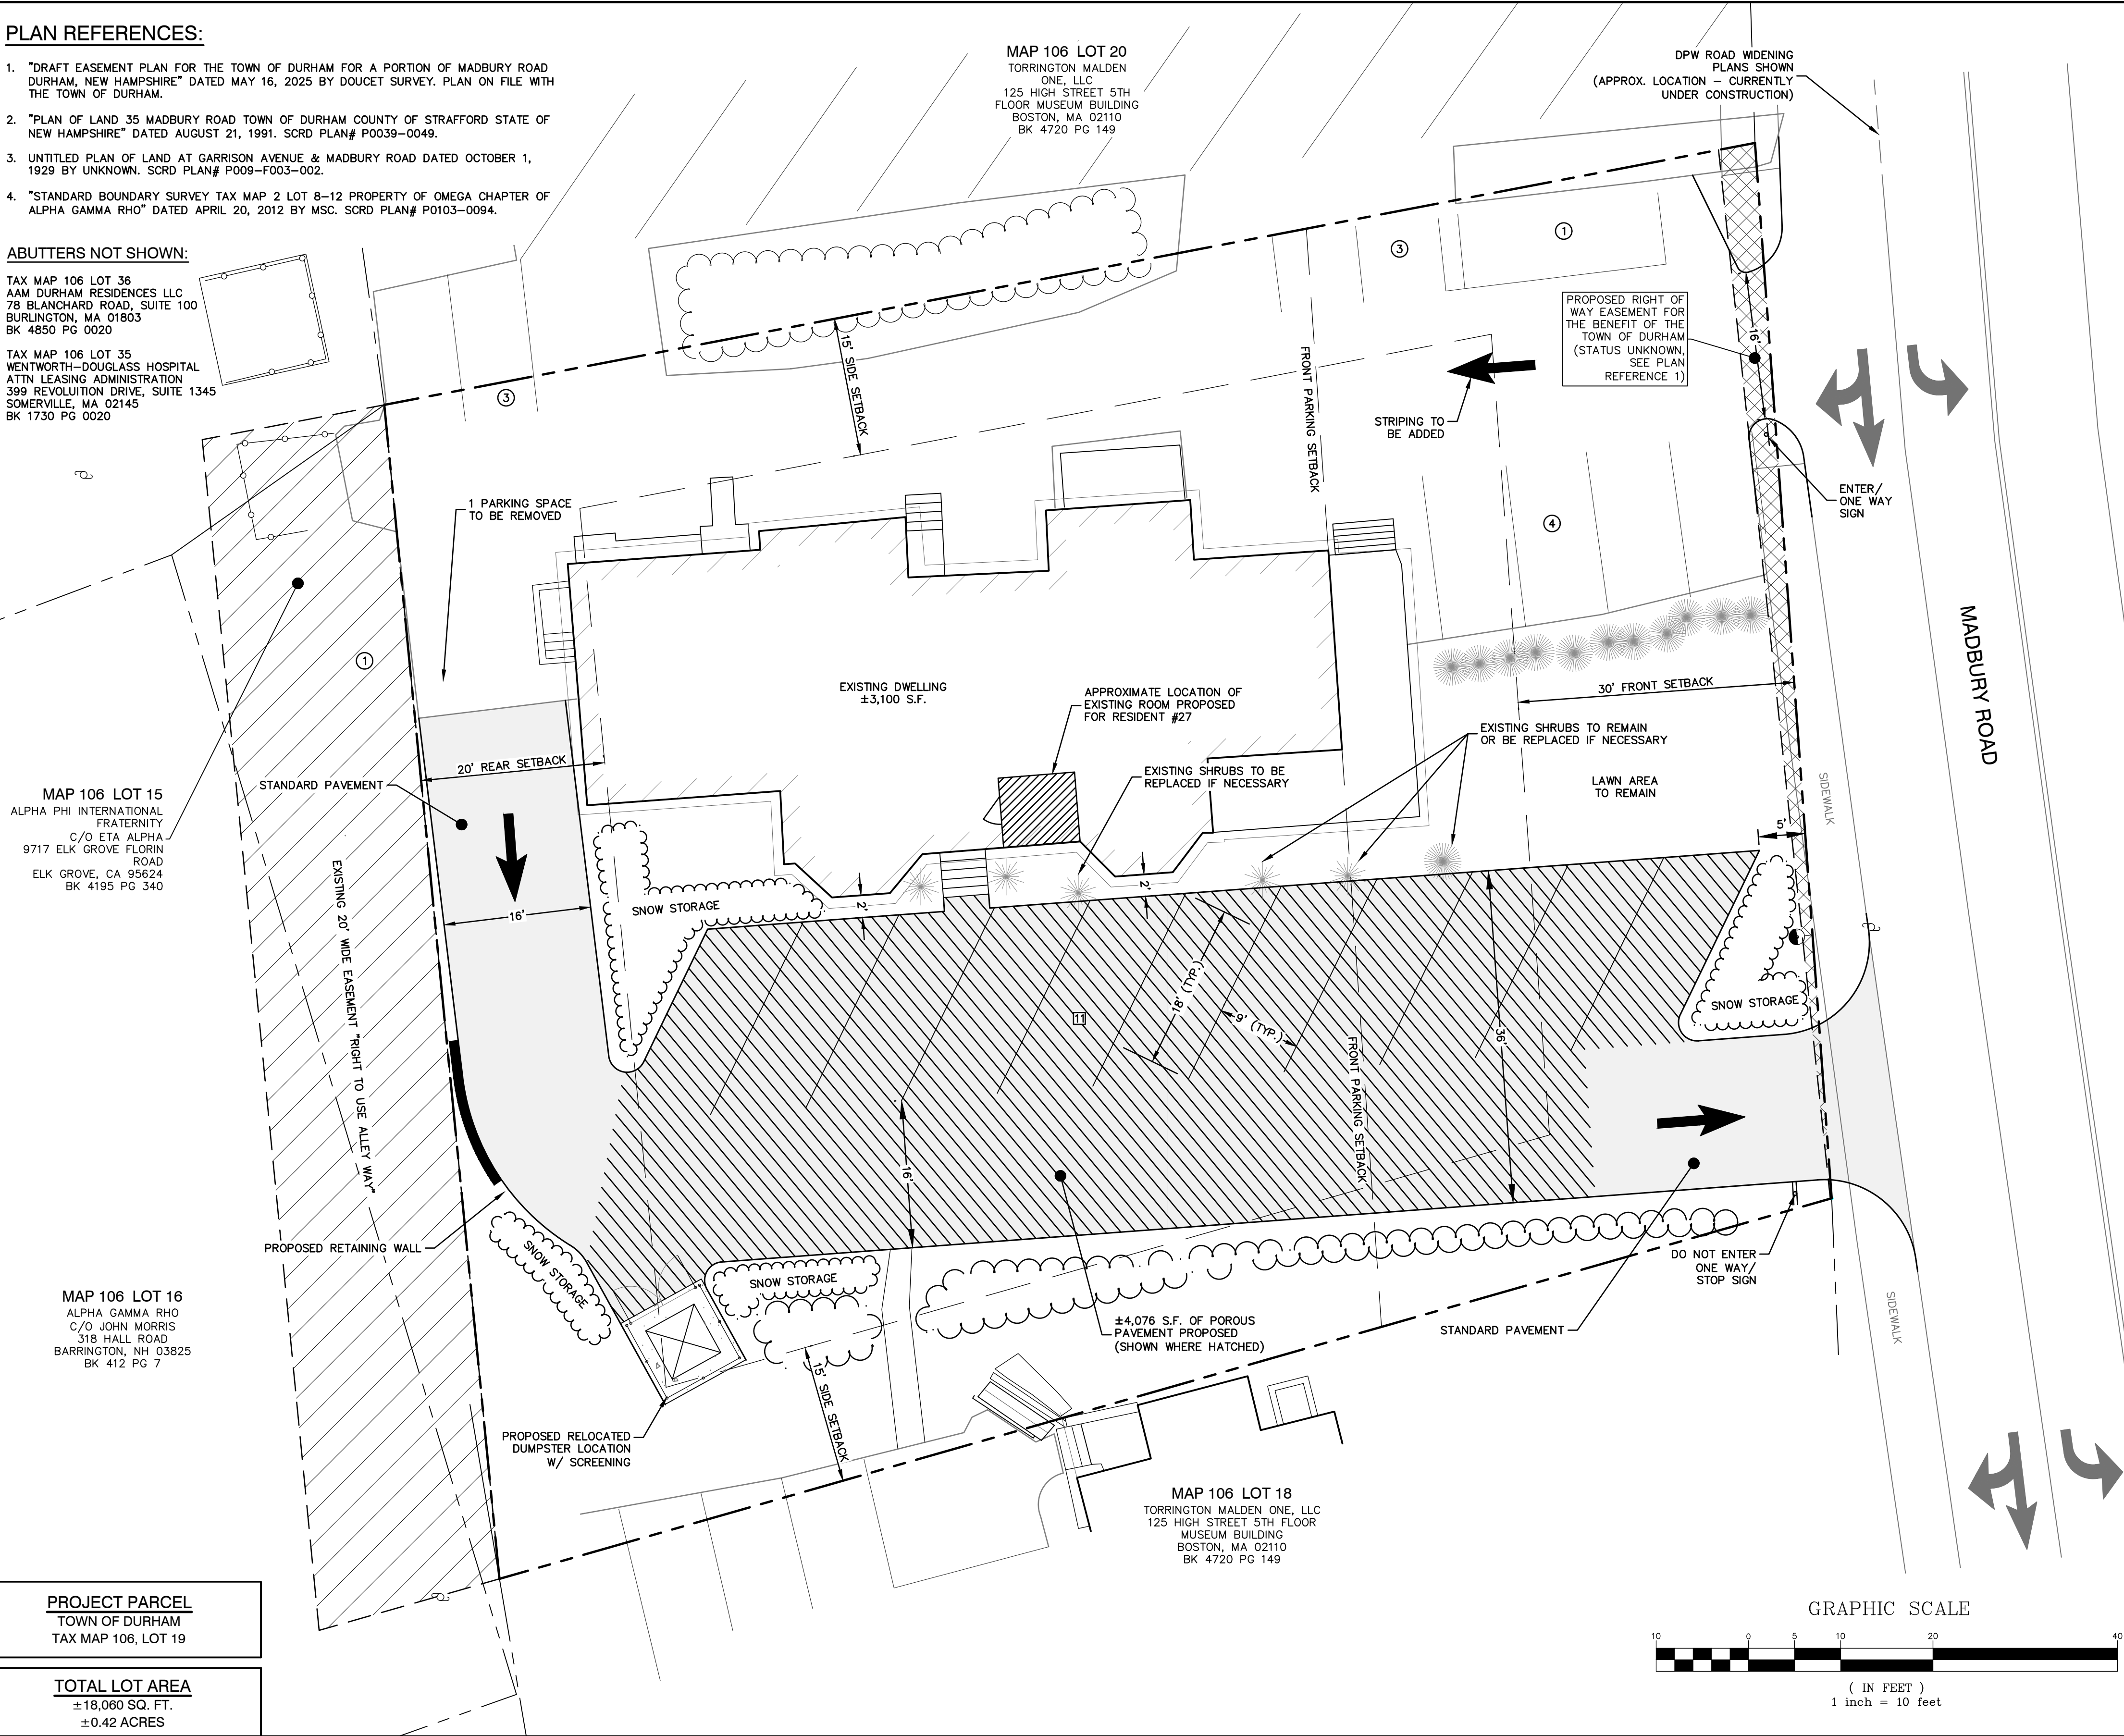 PLAN REFERENCES:
1. "DRAFT EASEMENT PLAN FOR THE TOWN OF DURHAM FOR A PORTION OF MADBURY ROAD
DURHAM, NEW HAMPSHIRE" DATED MAY 16, 2025 BY DOUCET SURVEY. PLAN ON FILE WITH
THE TOWN OF DURHAM.
2. "PLAN OF LAND 35 MADBURY ROAD TOWN OF DURHAM COUNTY OF STRAFFORD STATE OF
NEW HAMPSHIRE" DATED AUGUST 21, 1991. SCRD PLAN# P0039-0049.
3. UNTITLED PLAN OF LAND AT GARRISON AVENUE & MADBURY ROAD DATED OCTOBER 1,
1929 BY UNKNOWN. SCRD PLAN# P009-F003-002.
4. "STANDARD BOUNDARY SURVEY TAX MAP 2 LOT 8-12 PROPERTY OF OMEGA CHAPTER OF
ALPHA GAMMA RHO" DATED APRIL 20, 2012 BY MSC. SCRD PLAN# P0103-0094.
ABUTTERS NOT SHOWN:
TAX MAP 106 LOT 36
AAM DURHAM RESIDENCES LLC
78 BLANCHARD ROAD, SUITE 100
BURLINGTON, MA 01803
BK 4850 PG 0020
TAX MAP 106 LOT 35
WENTWORTH-DOUGLASS HOSPITAL
ATTN LEASING ADMINISTRATION
399 REVOLUITION DRIVE, SUITE 1345
SOMERVILLE, MA 02145
BK 1730 PG 0020
MAP 106 LOT 20
TORRINGTON MALDEN
ONE, LLC
125 HIGH STREET 5TH
FLOOR MUSEUM BUILDING
BOSTON, MA 02110
BK 4720 PG 149
DPW ROAD WIDENING
PLANS SHOWN
(APPROX. LOCATION - CURRENTLY
UNDER CONSTRUCTION)
1
3
PROPOSED RIGHT OF
WAY EASEMENT FOR
THE BENEFIT OF THE
TOWN OF DURHAM
(STATUS UNKNOWN,
SEE PLAN
REFERENCE 1)
16'
15' SIDE SETBACK
FRONT PARKING SETBACK
3
STRIPING TO
BE ADDED
ENTER/
ONE WAY
SIGN
1 PARKING SPACE
TO BE REMOVED
4
1
EXISTING DWELLING
±3,100 S.F.
APPROXIMATE LOCATION OF
EXISTING ROOM PROPOSED
FOR RESIDENT #27
30' FRONT SETBACK
MADBURY ROAD
EXISTING SHRUBS TO REMAIN
OR BE REPLACED IF NECESSARY
20' REAR SETBACK
STANDARD PAVEMENT
EXISTING SHRUBS TO BE
REPLACED IF NECESSARY
LAWN AREA
TO REMAIN
SIDEWALK
5'
MAP 106 LOT 15
ALPHA PHI INTERNATIONAL
FRATERNITY
C/O ETA ALPHA
9717 ELK GROVE FLORIN
ROAD
ELK GROVE, CA 95624
BK 4195 PG 340
EXISTING 20' WIDE EASEMENT "RIGHT TO USE ALLEY WAY"
16'
SNOW STORAGE
2'
2'
18' (TYP.)
9' (TYP.)
11
36'
FRONT PARKING SETBACK
SNOW STORAGE
16'
PROPOSED RETAINING WALL
SNOW STORAGE
SNOW STORAGE
DO NOT ENTER
ONE WAY/
STOP SIGN
SIDEWALK
MAP 106 LOT 16
ALPHA GAMMA RHO
C/O JOHN MORRIS
318 HALL ROAD
BARRINGTON, NH 03825
BK 412 PG 7
±4,076 S.F. OF POROUS
PAVEMENT PROPOSED
(SHOWN WHERE HATCHED)
STANDARD PAVEMENT
15' SIDE SETBACK
PROPOSED RELOCATED
DUMPSTER LOCATION
W/ SCREENING
MAP 106 LOT 18
TORRINGTON MALDEN ONE, LLC
125 HIGH STREET 5TH FLOOR
MUSEUM BUILDING
BOSTON, MA 02110
BK 4720 PG 149
PROJECT PARCEL
TOWN OF DURHAM
TAX MAP 106, LOT 19
TOTAL LOT AREA
±18,060 SQ. FT.
±0.42 ACRES
GRAPHIC SCALE
10 0 5 10 20 40
( IN FEET )
1 inch = 10 feet